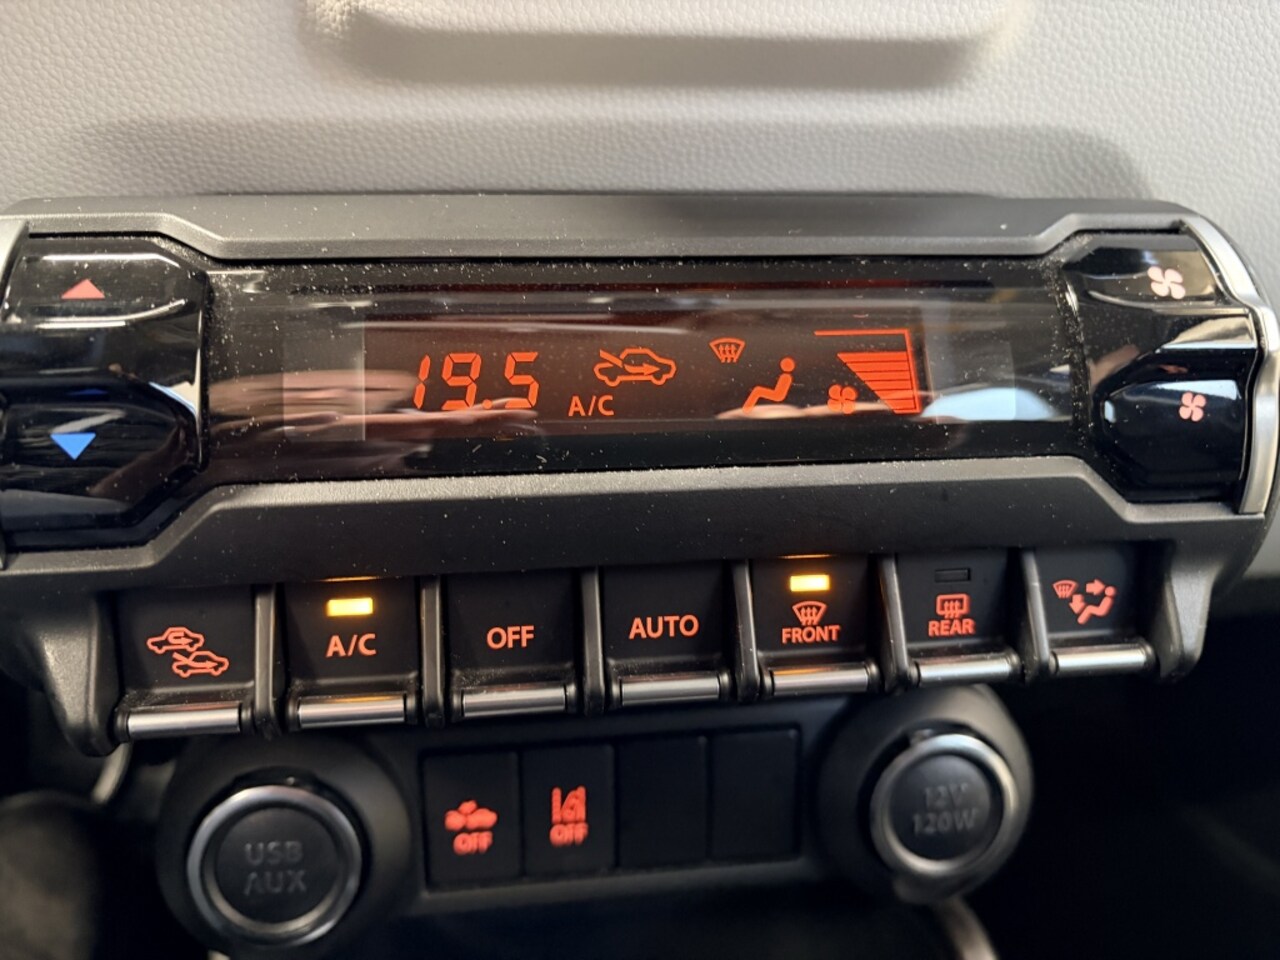 19.5
A/C
A/C
OFF
AUTO
FRONT
REAR
USB
AUX
OFF
OFF
12V
120W